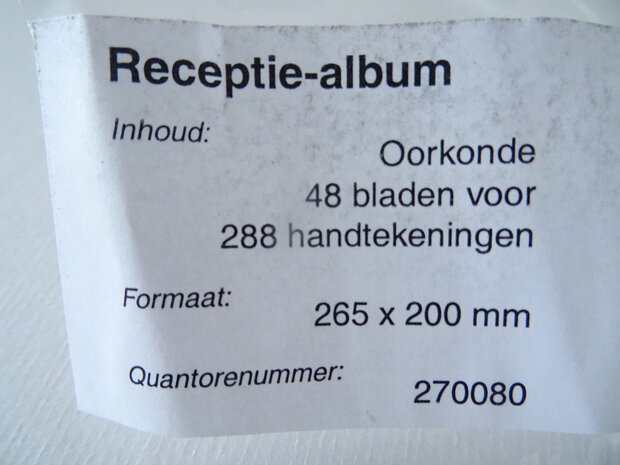 Receptie-album
Inhoud:
Oorkonde
48 bladen voor
288 handtekeningen
Formaat:
265 x 200 mm
Quantorenummer:
270080